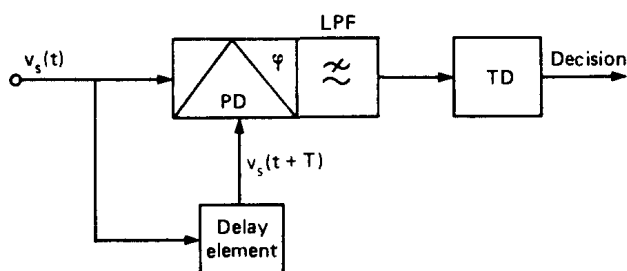 LPF
v_s(t)
φ
PD
TD
Decision
v_s(t + T)
Delay
element